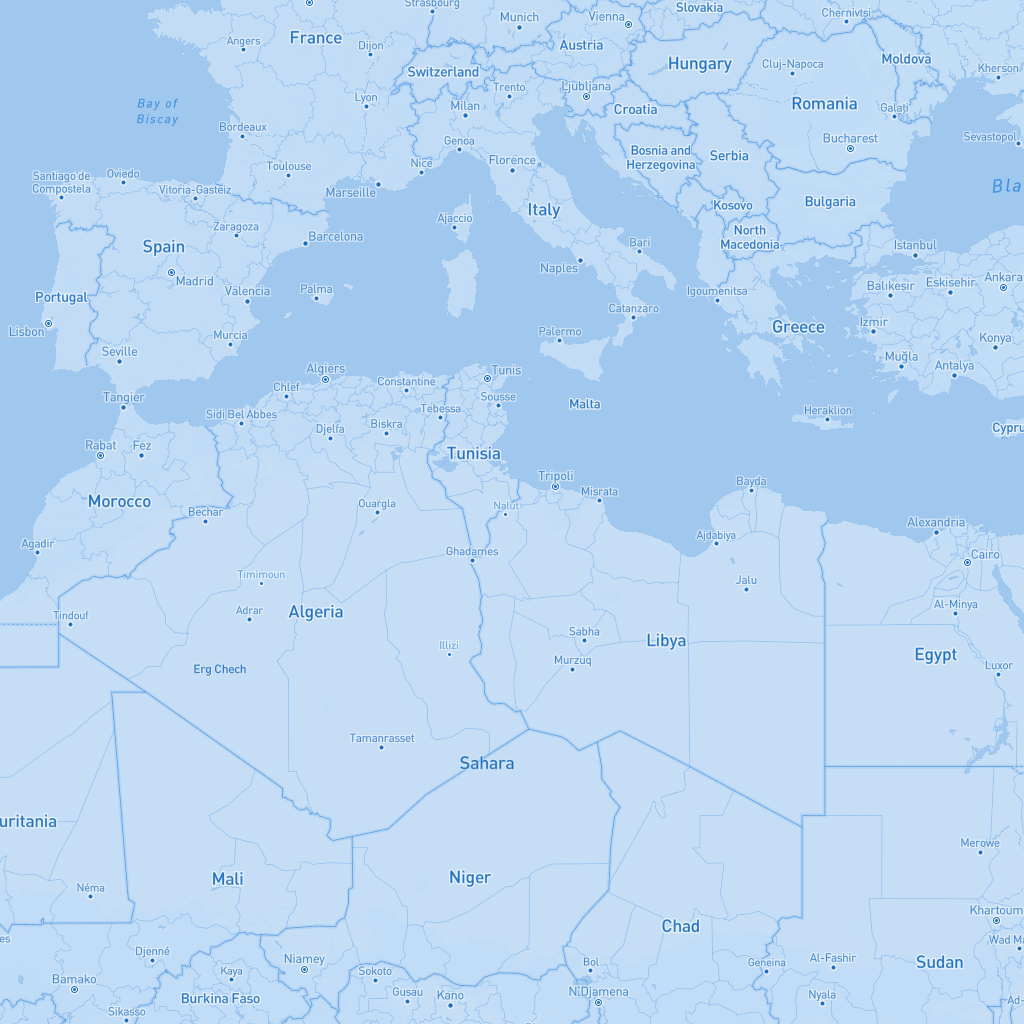 Strasbourg
Munich
Vienna
Slovakia
Chernivtsi
France
Angers
Dijon
Austria
Hungary
Cluj-Napoca
Moldova
Kherson
Switzerland
Trento
Ljubljana
Lyon
Milan
Croatia
Romania
Galați
Bay of
Biscay
Bordeaux
Genoa
Bucharest
Sevastopol
Toulouse
Nice
Florence
Bosnia and
Herzegovina
Serbia
Santiago de
Compostela
Oviedo
Vitoria-Gasteiz
Marseille
Bla
Ajaccio
Italy
Kosovo
Bulgaria
Zaragoza
Barcelona
North
Macedonia
Spain
Bari
Istanbul
Madrid
Naples
Ankara
Balıkesir
Eskişehir
Portugal
Valencia
Palma
Igoumenitsa
Catanzaro
Lisbon
Murcia
Palermo
Greece
İzmir
Konya
Seville
Muğla
Antalya
Algiers
Constantine
Tunis
Tangier
Chlef
Sousse
Malta
Sidi Bel Abbes
Tebessa
Heraklion
Djelfa
Biskra
Cypru
Rabat
Fez
Tunisia
Tripoli
Bayda
Misrata
Morocco
Ouargla
Nalut
Bechar
Alexandria
Agadir
Ajdabiya
Ghadames
Cairo
Timimoun
Jalu
Tindouf
Adrar
Algeria
Al-Minya
Illizi
Sabha
Libya
Murzuq
Egypt
Erg Chech
Luxor
Tamanrasset
Sahara
uritania
Merowe
Mali
Niger
Néma
Khartoum
Chad
es
Djenné
Wad Ma
Niamey
Bol
Geneina
Al-Fashir
Sudan
Bamako
Kaya
Sokoto
Burkina Faso
Gusau
Kano
N'Djamena
Nyala
Ad-
Sikasso